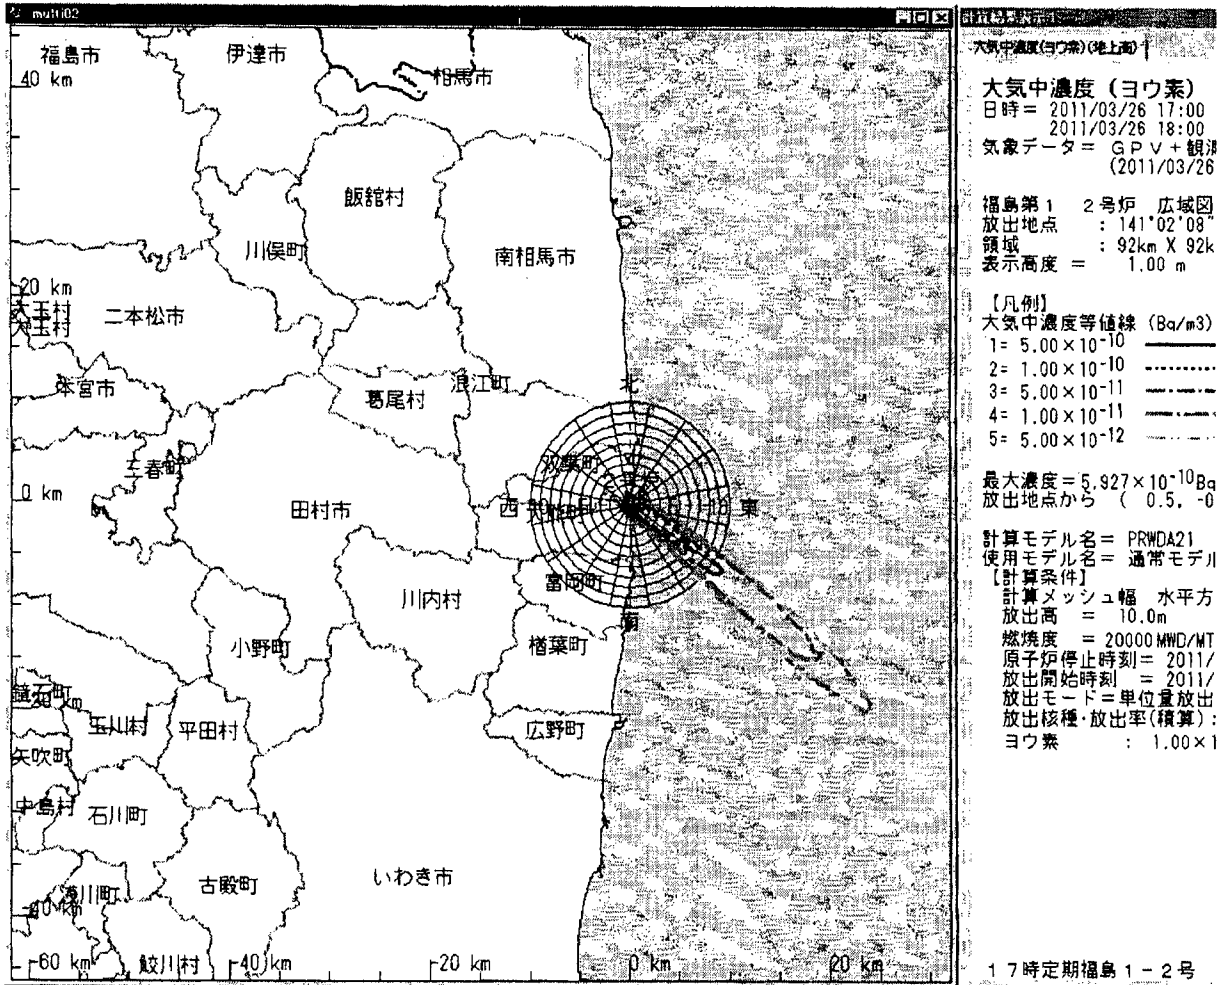 multi02
福島市
伊達市
相馬市
40 km
飯舘村
川俣町
南相馬市
20 km
大玉村
大玉村
二本松市
本宮市
葛尾村
浪江町
北
双葉町
三春町
0 km
田村市
西
東
富岡町
川内村
南
小野町
楢葉町
玉川村
平田村
広野町
矢吹町
中島村
石川町
古殿町
いわき市
-40 km
鮫川村
-60 km
-40 km
-20 km
0 km
20 km
大気中濃度(ヨウ素)(地上高)
大気中濃度 (ヨウ素)
日時= 2011/03/26 17:00
2011/03/26 18:00
気象データ= GPV+観測
(2011/03/26
福島第1 2号炉 広域図
放出地点 : 141°02'08"
領域 : 92km X 92k
表示高度 = 1.00 m
【凡例】
大気中濃度等値線 (Bq/m3)
1= 5.00×10-10
2= 1.00×10-10
3= 5.00×10-11
4= 1.00×10-11
5= 5.00×10-12
最大濃度=5.927×10-10Bq
放出地点から ( 0.5, -0
計算モデル名= PRWDA21
使用モデル名= 通常モデル
【計算条件】
計算メッシュ幅 水平方
放出高 = 10.0m
燃焼度 = 20000MWD/MT
原子炉停止時刻= 2011/
放出開始時刻 = 2011/
放出モード=単位量放出
放出核種・放出率(積算):
ヨウ素 : 1.00×1
17時定期福島1-2号